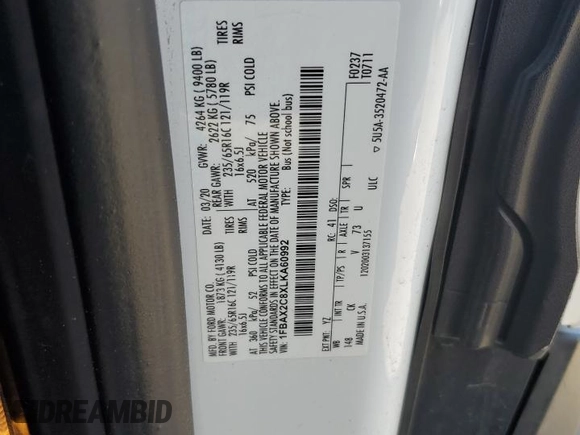 MFD. BY FORD MOTOR CO. 03/20 GVWR: 4264 KG ( 9400 LB)
FRONT GAWR: 1873 KG ( 4130 LB) REAR GAWR: 2622 KG ( 5780 LB)
WITH 235/65R16C 121/119R TIRES WITH 235/65R16C 121/119R TIRES
16x6.5J RIMS 16x6.5J RIMS
AT 360 kPa/ 52 PSI COLD AT 520 kPa/ 75 PSI COLD
THIS VEHICLE CONFORMS TO ALL APPLICABLE FEDERAL MOTOR VEHICLE
SAFETY STANDARDS IN EFFECT ON THE DATE OF MANUFACTURE SHOWN ABOVE.
VIN: 1FBAX2C8XLKA60992 TYPE: Bus (Not school bus)
EXT PNT: YZ RC: 41 DSO: F0237
WB INT TR TP/PS R AXLE TR SPR T0711
148 CK V 73 U ULC
MADE IN U.S.A. 1202003137155 ▽ 5U5A-3520472-AA
IDREAMBID